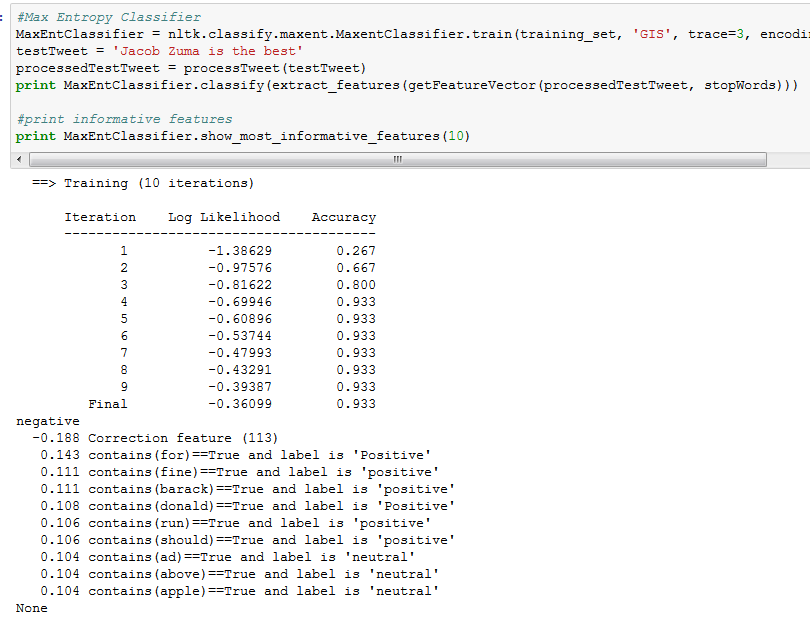 #Max Entropy Classifier
MaxEntClassifier = nltk.classify.maxent.MaxentClassifier.train(training_set, 'GIS', trace=3, encodi
testTweet = 'Jacob Zuma is the best'
processedTestTweet = processTweet(testTweet)
print MaxEntClassifier.classify(extract_features(getFeatureVector(processedTestTweet, stopWords)))
#print informative features
print MaxEntClassifier.show_most_informative_features(10)
==> Training (10 iterations)
Iteration    Log Likelihood    Accuracy
---------------------------------------
1    -1.38629    0.267
2    -0.97576    0.667
3    -0.81622    0.800
4    -0.69946    0.933
5    -0.60896    0.933
6    -0.53744    0.933
7    -0.47993    0.933
8    -0.43291    0.933
9    -0.39387    0.933
Final    -0.36099    0.933
negative
-0.188 Correction feature (113)
0.143 contains(for)==True and label is 'Positive'
0.111 contains(fine)==True and label is 'positive'
0.111 contains(barack)==True and label is 'positive'
0.108 contains(donald)==True and label is 'Positive'
0.106 contains(run)==True and label is 'positive'
0.106 contains(should)==True and label is 'positive'
0.104 contains(ad)==True and label is 'neutral'
0.104 contains(above)==True and label is 'neutral'
0.104 contains(apple)==True and label is 'neutral'
None